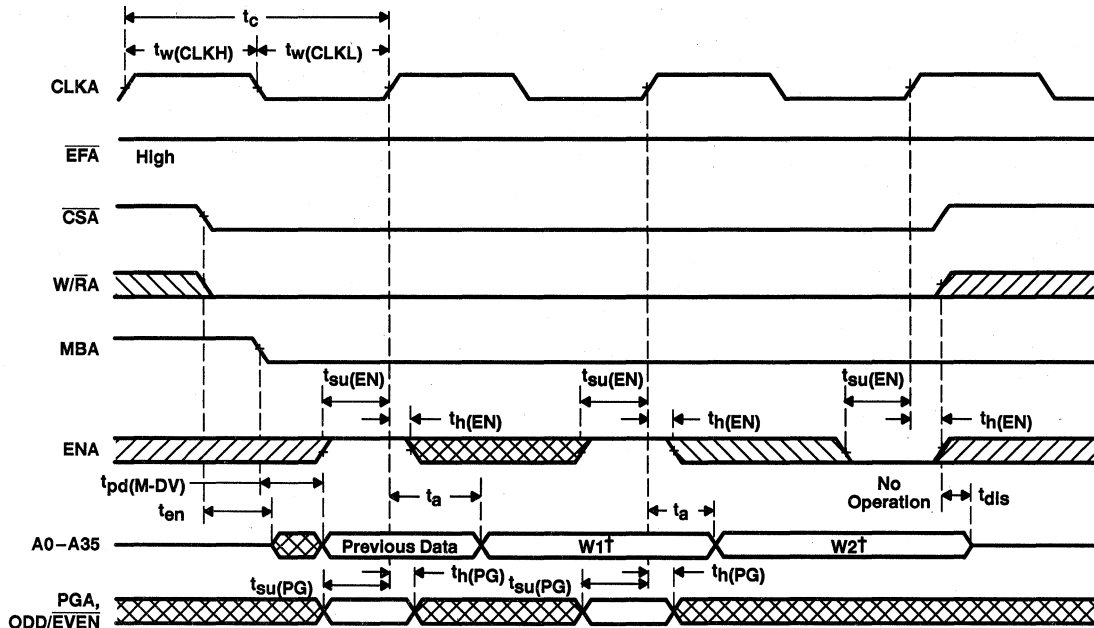 tc
tw(CLKH) tw(CLKL)
CLKA
EFA High
CSA
W/RA
MBA
tsu(EN) tsu(EN) tsu(EN)
th(EN) th(EN) th(EN)
ENA
tpd(M-DV)
ten ta ta No Operation tdis
A0–A35 Previous Data W1† W2†
tsu(PG) th(PG) tsu(PG) th(PG)
PGA,
ODD/EVEN